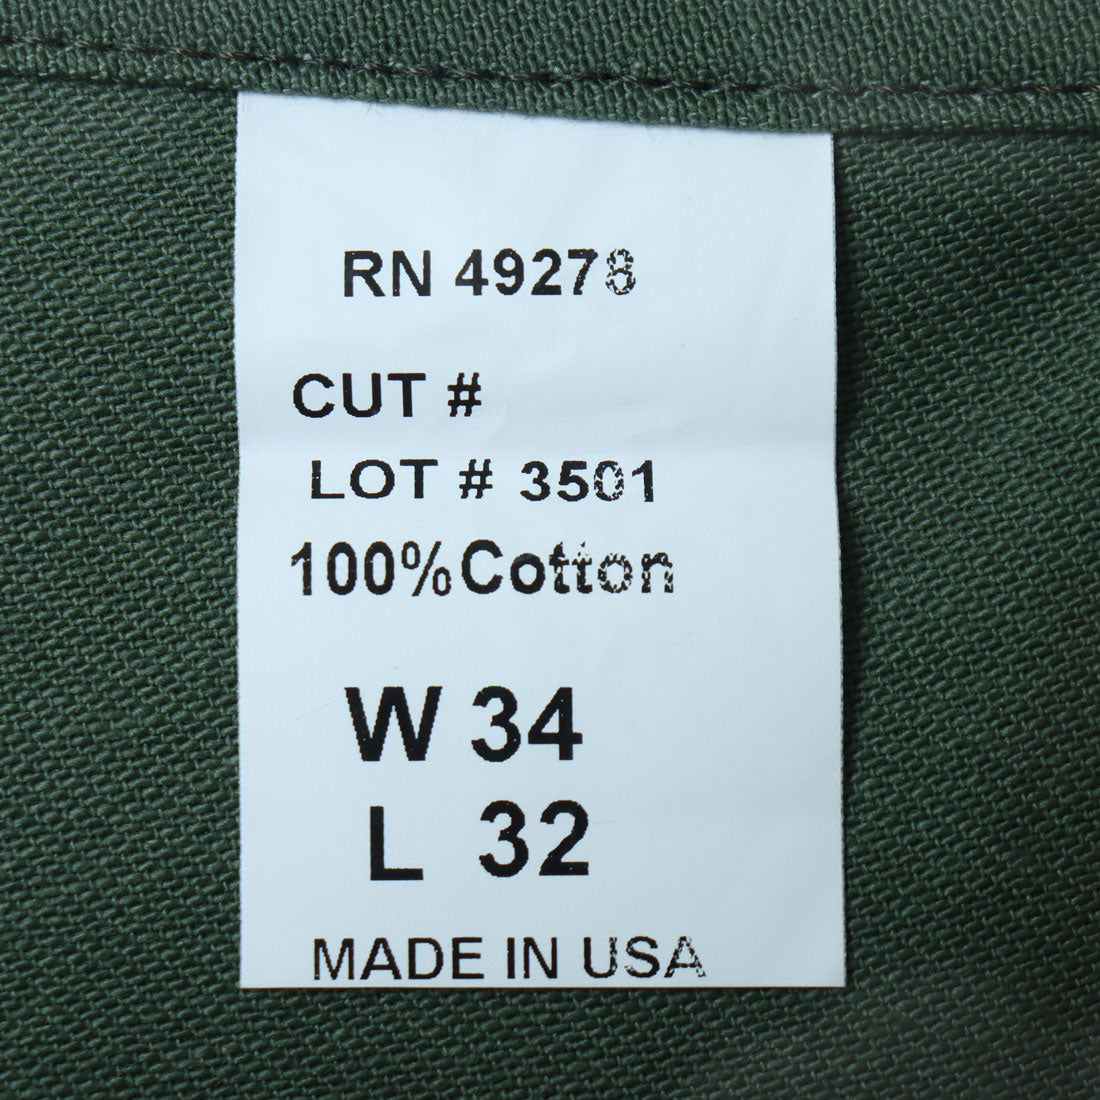 RN 49278
CUT #
LOT # 3501
100%Cotton
W 34
L 32
MADE IN USA